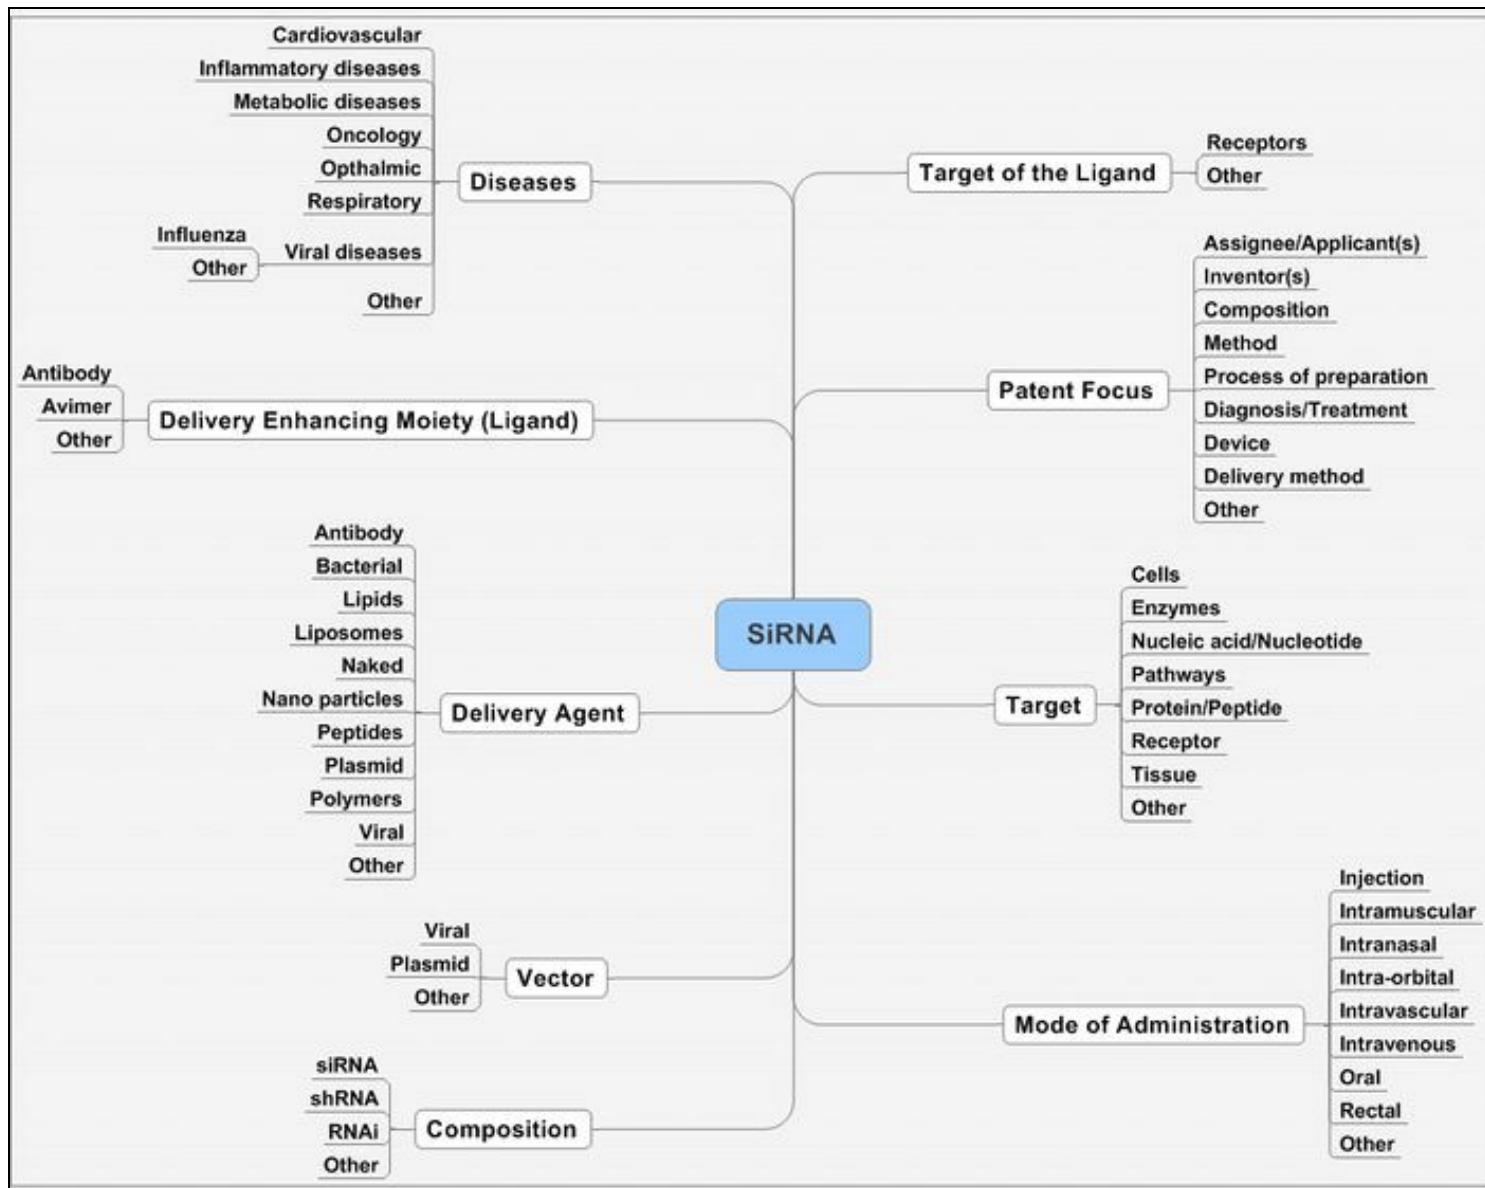 Cardiovascular
Inflammatory diseases
Metabolic diseases
Oncology
Opthalmic
Respiratory
Influenza
Other
Viral diseases
Other
Diseases
Antibody
Avimer
Other
Delivery Enhancing Moiety (Ligand)
Antibody
Bacterial
Lipids
Liposomes
Naked
Nano particles
Peptides
Plasmid
Polymers
Viral
Other
Delivery Agent
Viral
Plasmid
Other
Vector
siRNA
shRNA
RNAi
Other
Composition
SiRNA
Target of the Ligand
Receptors
Other
Patent Focus
Assignee/Applicant(s)
Inventor(s)
Composition
Method
Process of preparation
Diagnosis/Treatment
Device
Delivery method
Other
Target
Cells
Enzymes
Nucleic acid/Nucleotide
Pathways
Protein/Peptide
Receptor
Tissue
Other
Mode of Administration
Injection
Intramuscular
Intranasal
Intra-orbital
Intravascular
Intravenous
Oral
Rectal
Other